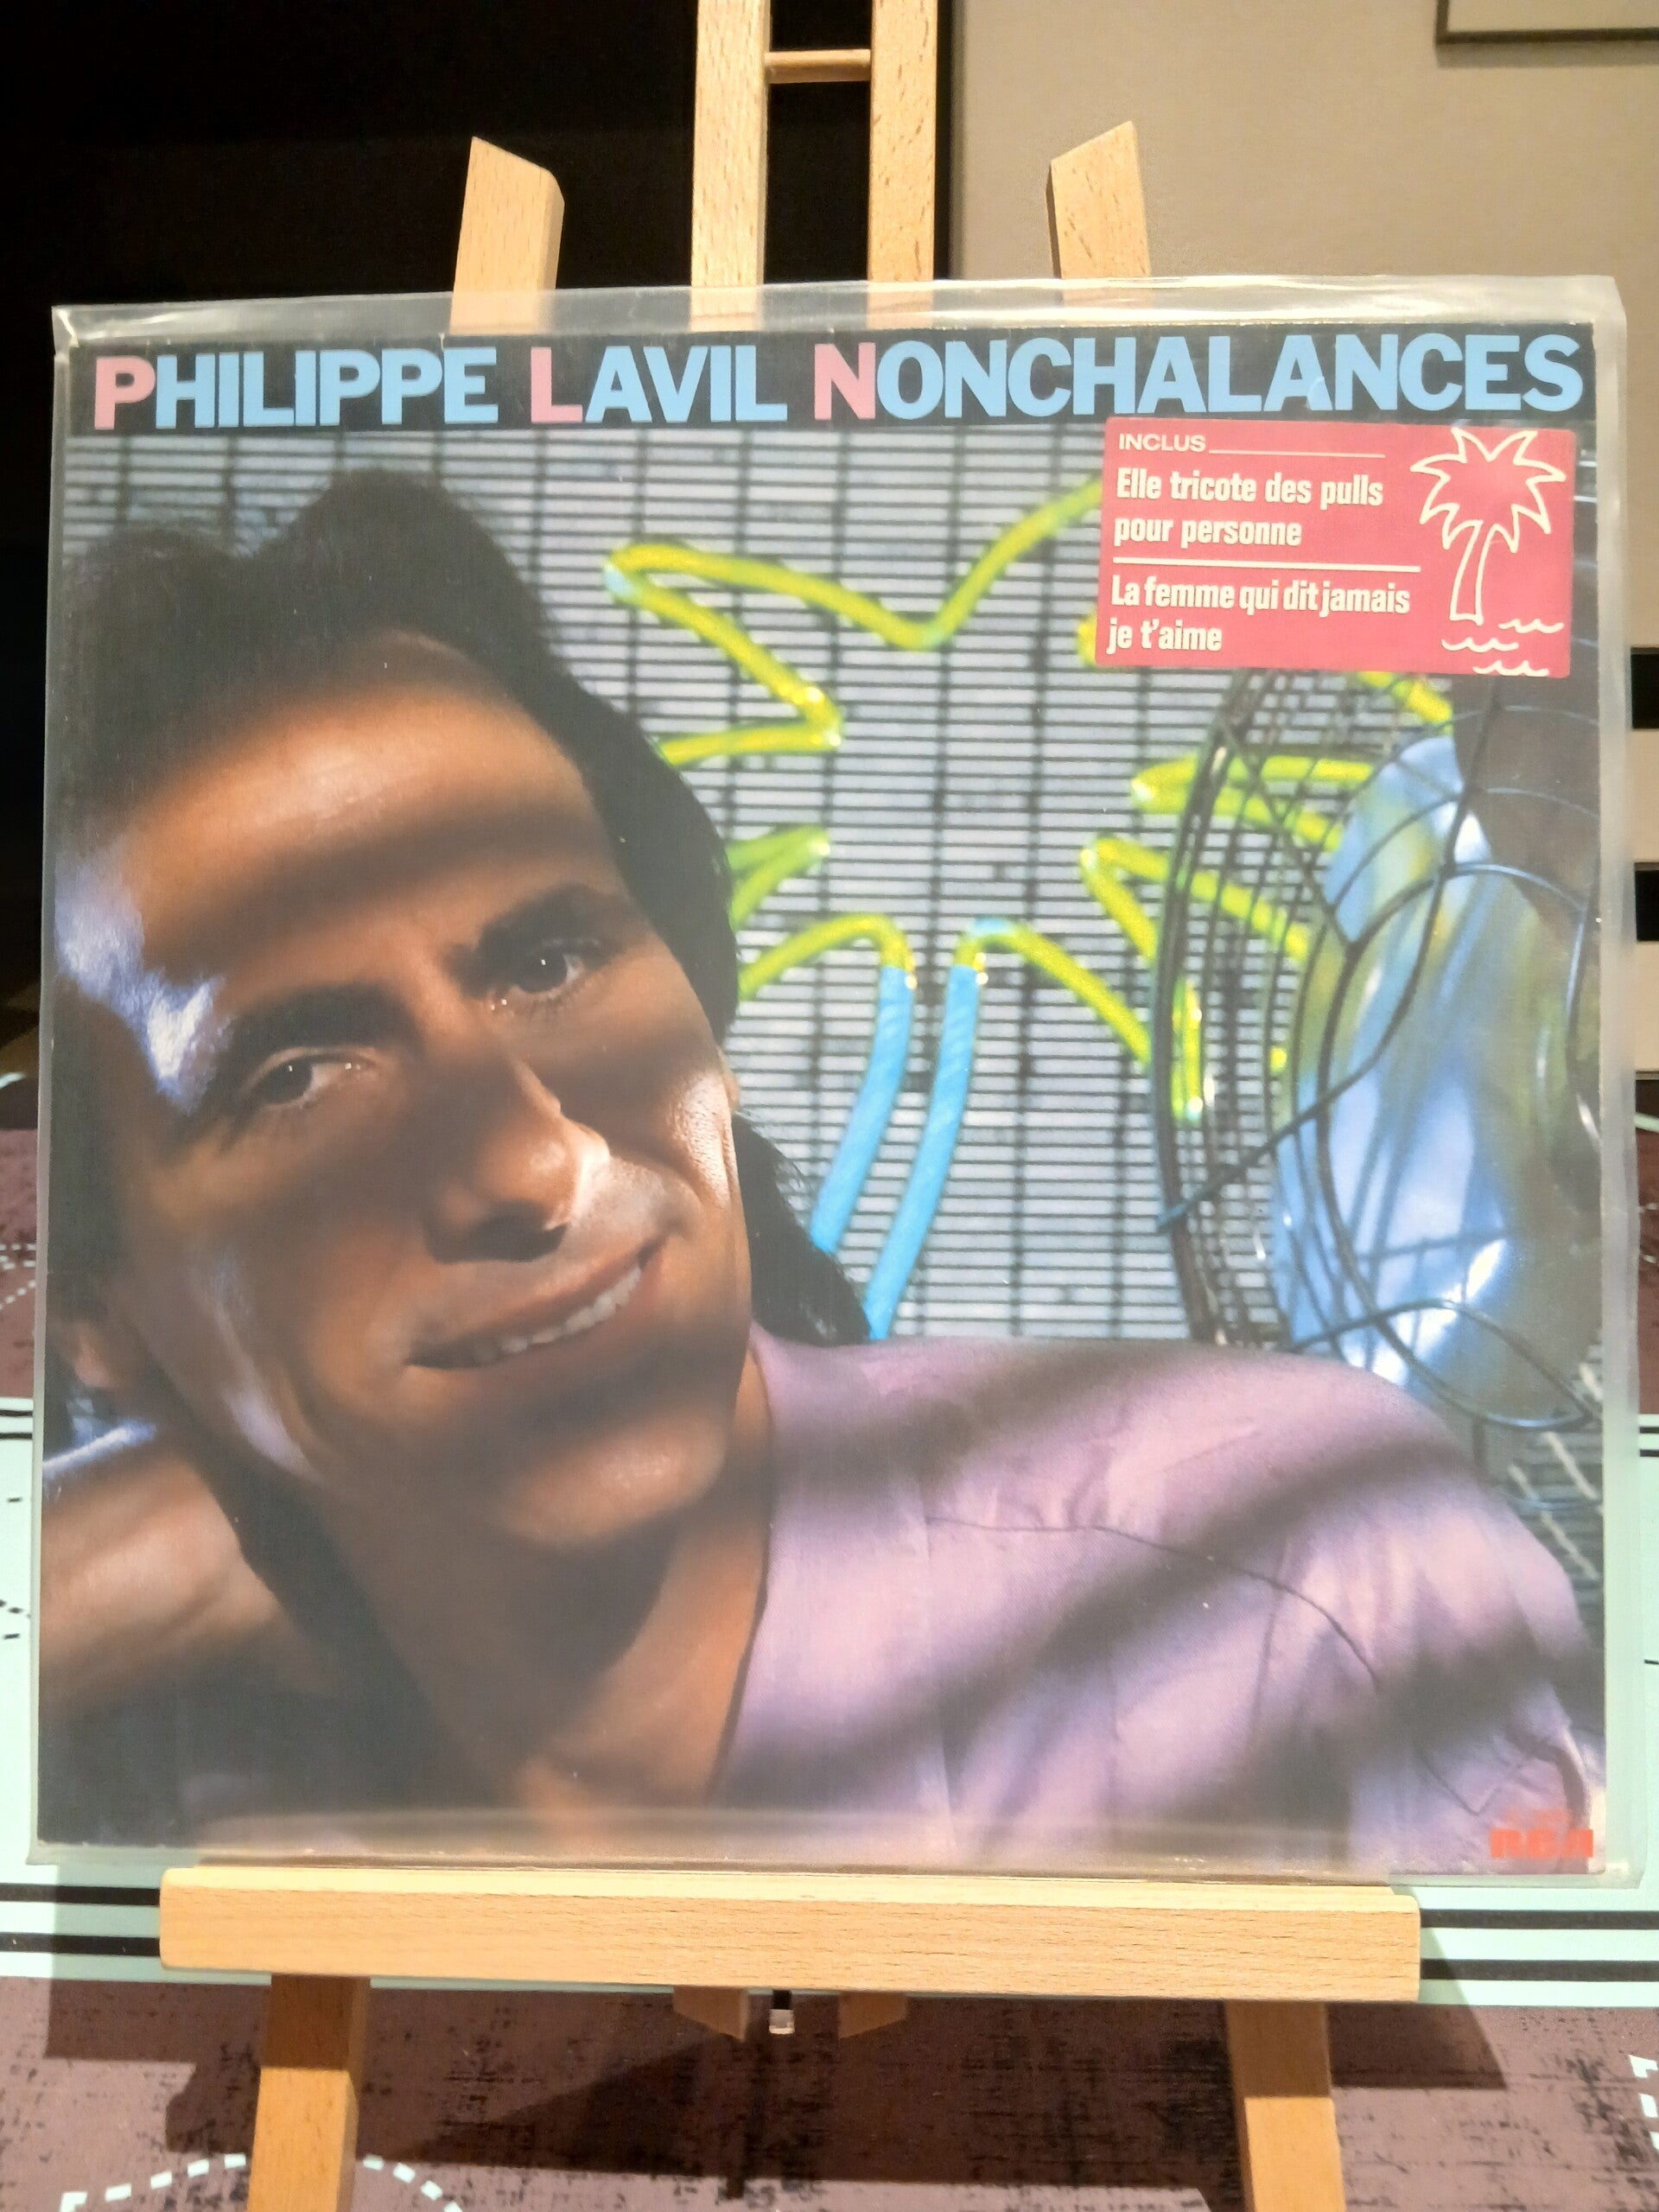 PHILIPPE LAVIL NONCHALANCES
INCLUS
Elle tricote des pulls
pour personne
La femme qui dit jamais
je t'aime
RCA